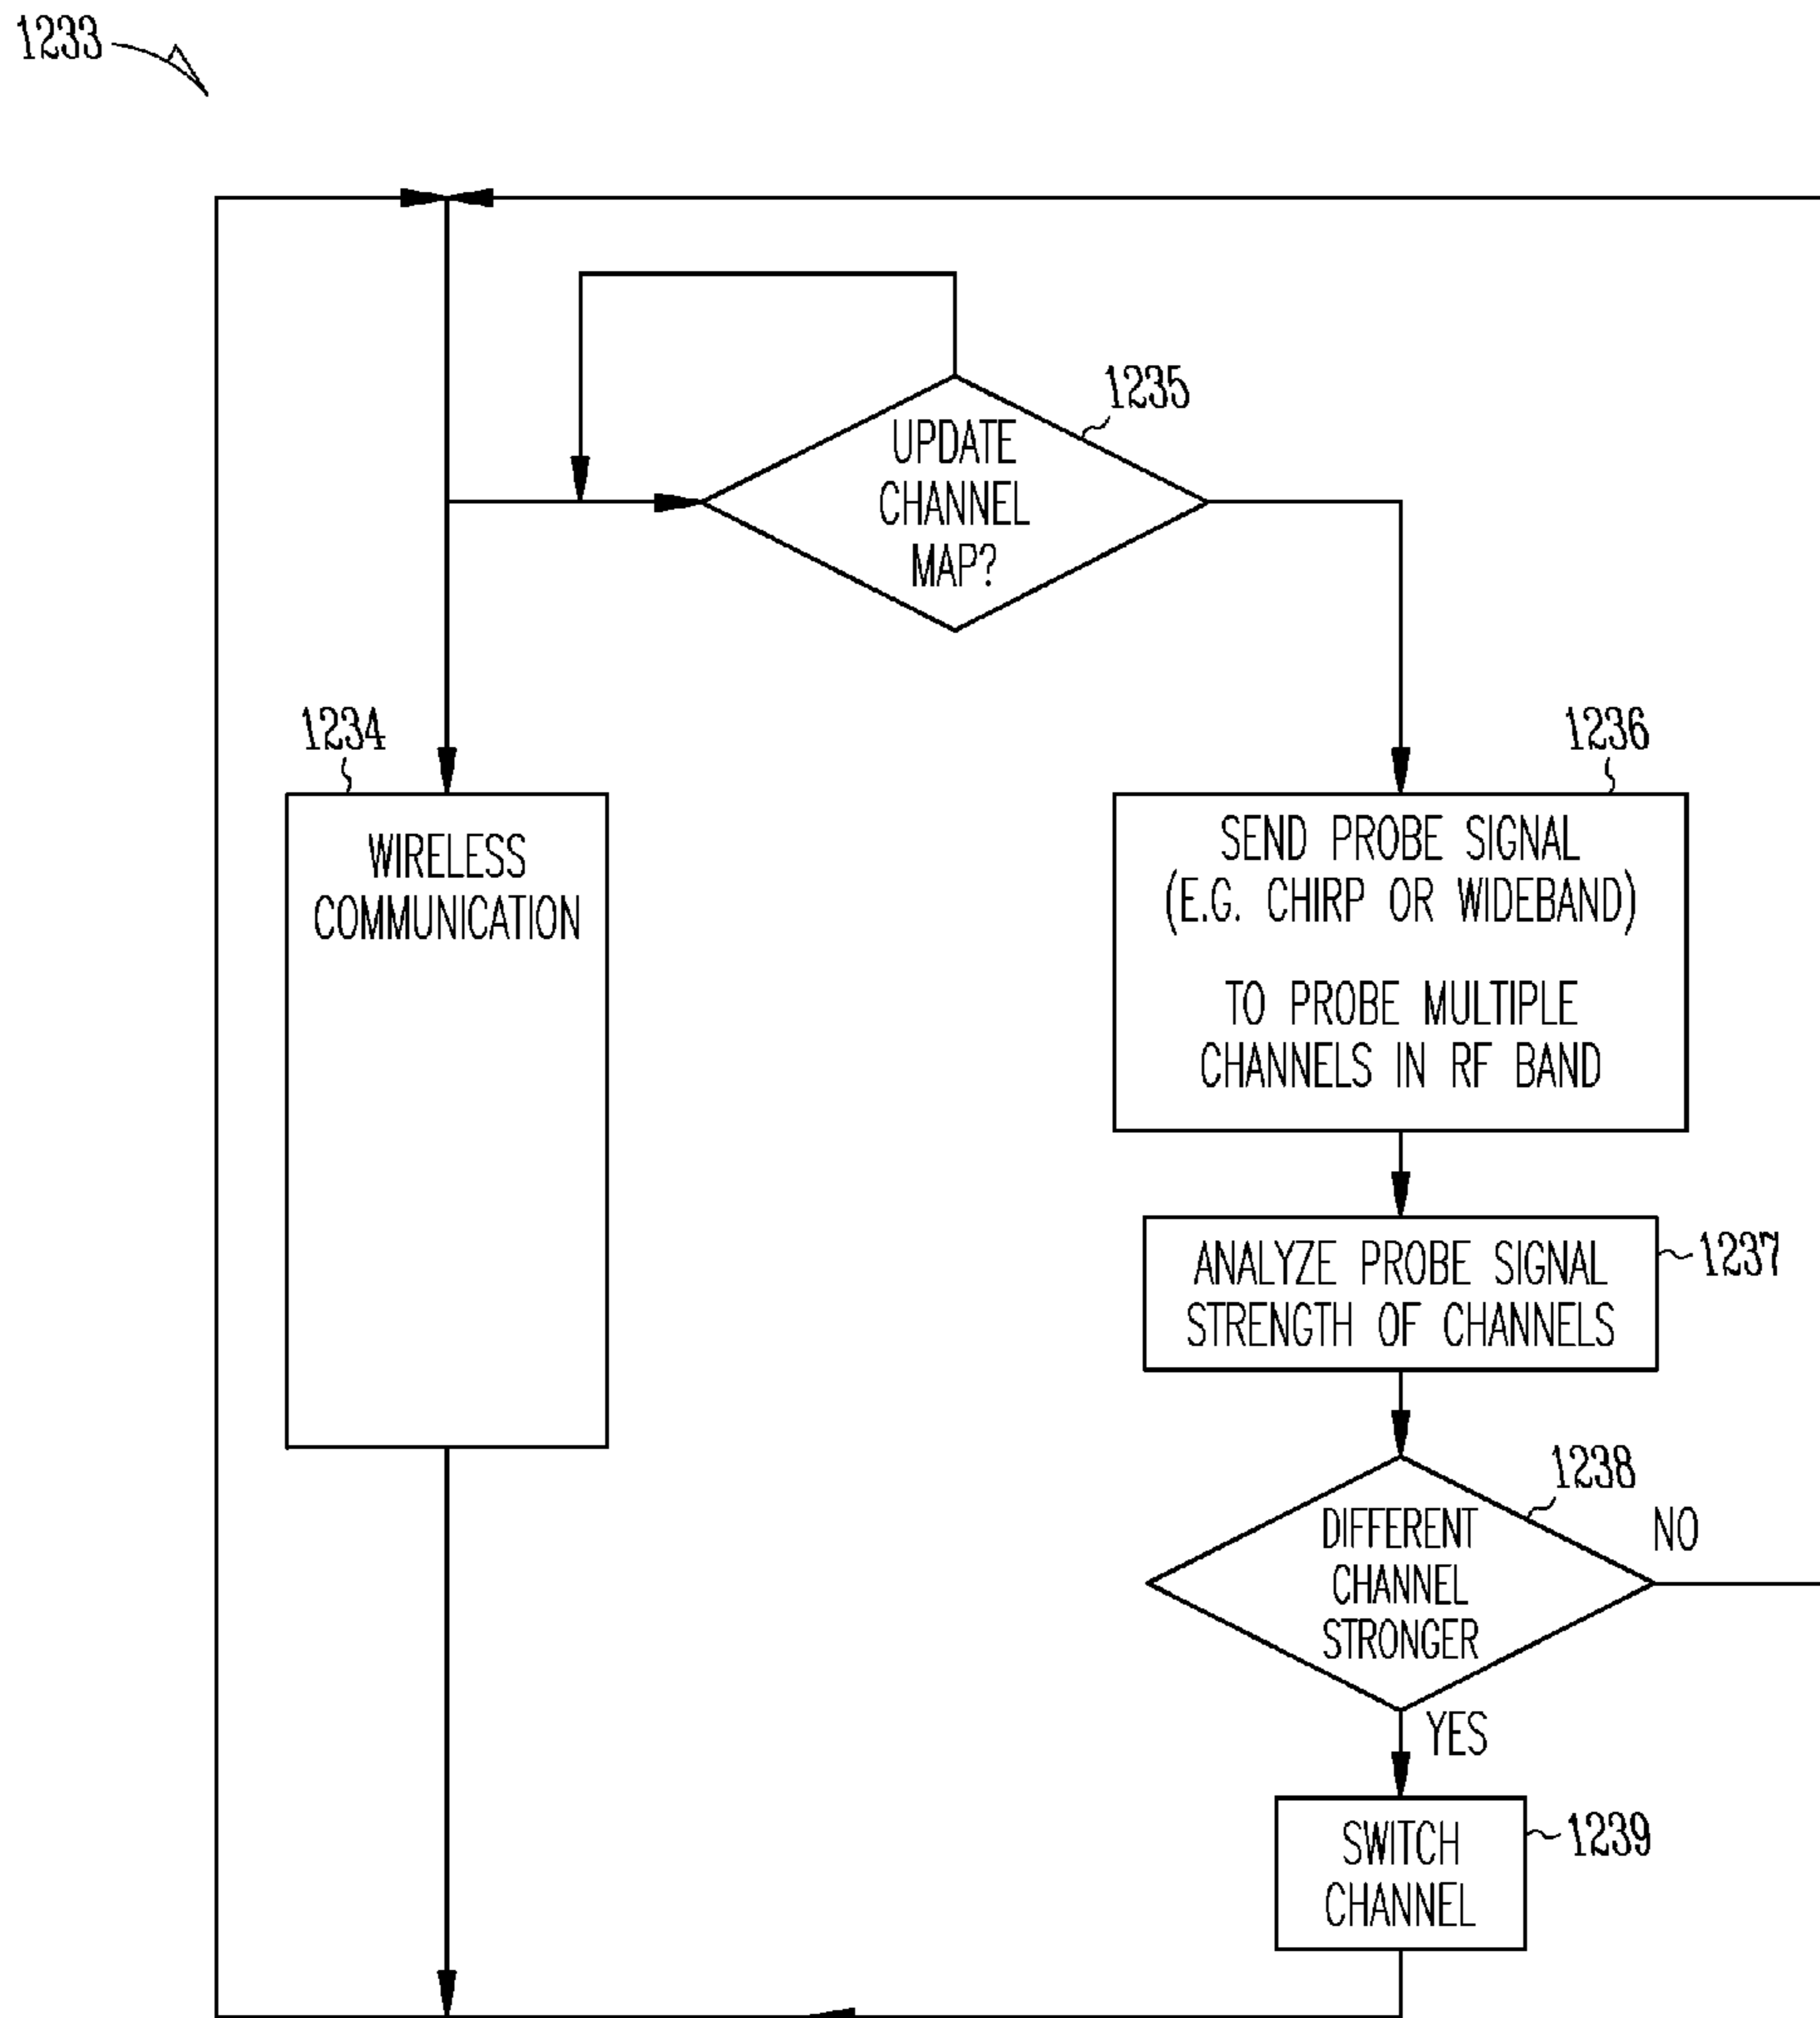 1233
1235
UPDATE
CHANNEL
MAP?
1234
WIRELESS
COMMUNICATION
1236
SEND PROBE SIGNAL
(E.G. CHIRP OR WIDEBAND)
TO PROBE MULTIPLE
CHANNELS IN RF BAND
ANALYZE PROBE SIGNAL
STRENGTH OF CHANNELS
1237
1238
DIFFERENT
CHANNEL
STRONGER
NO
YES
SWITCH
CHANNEL
1239